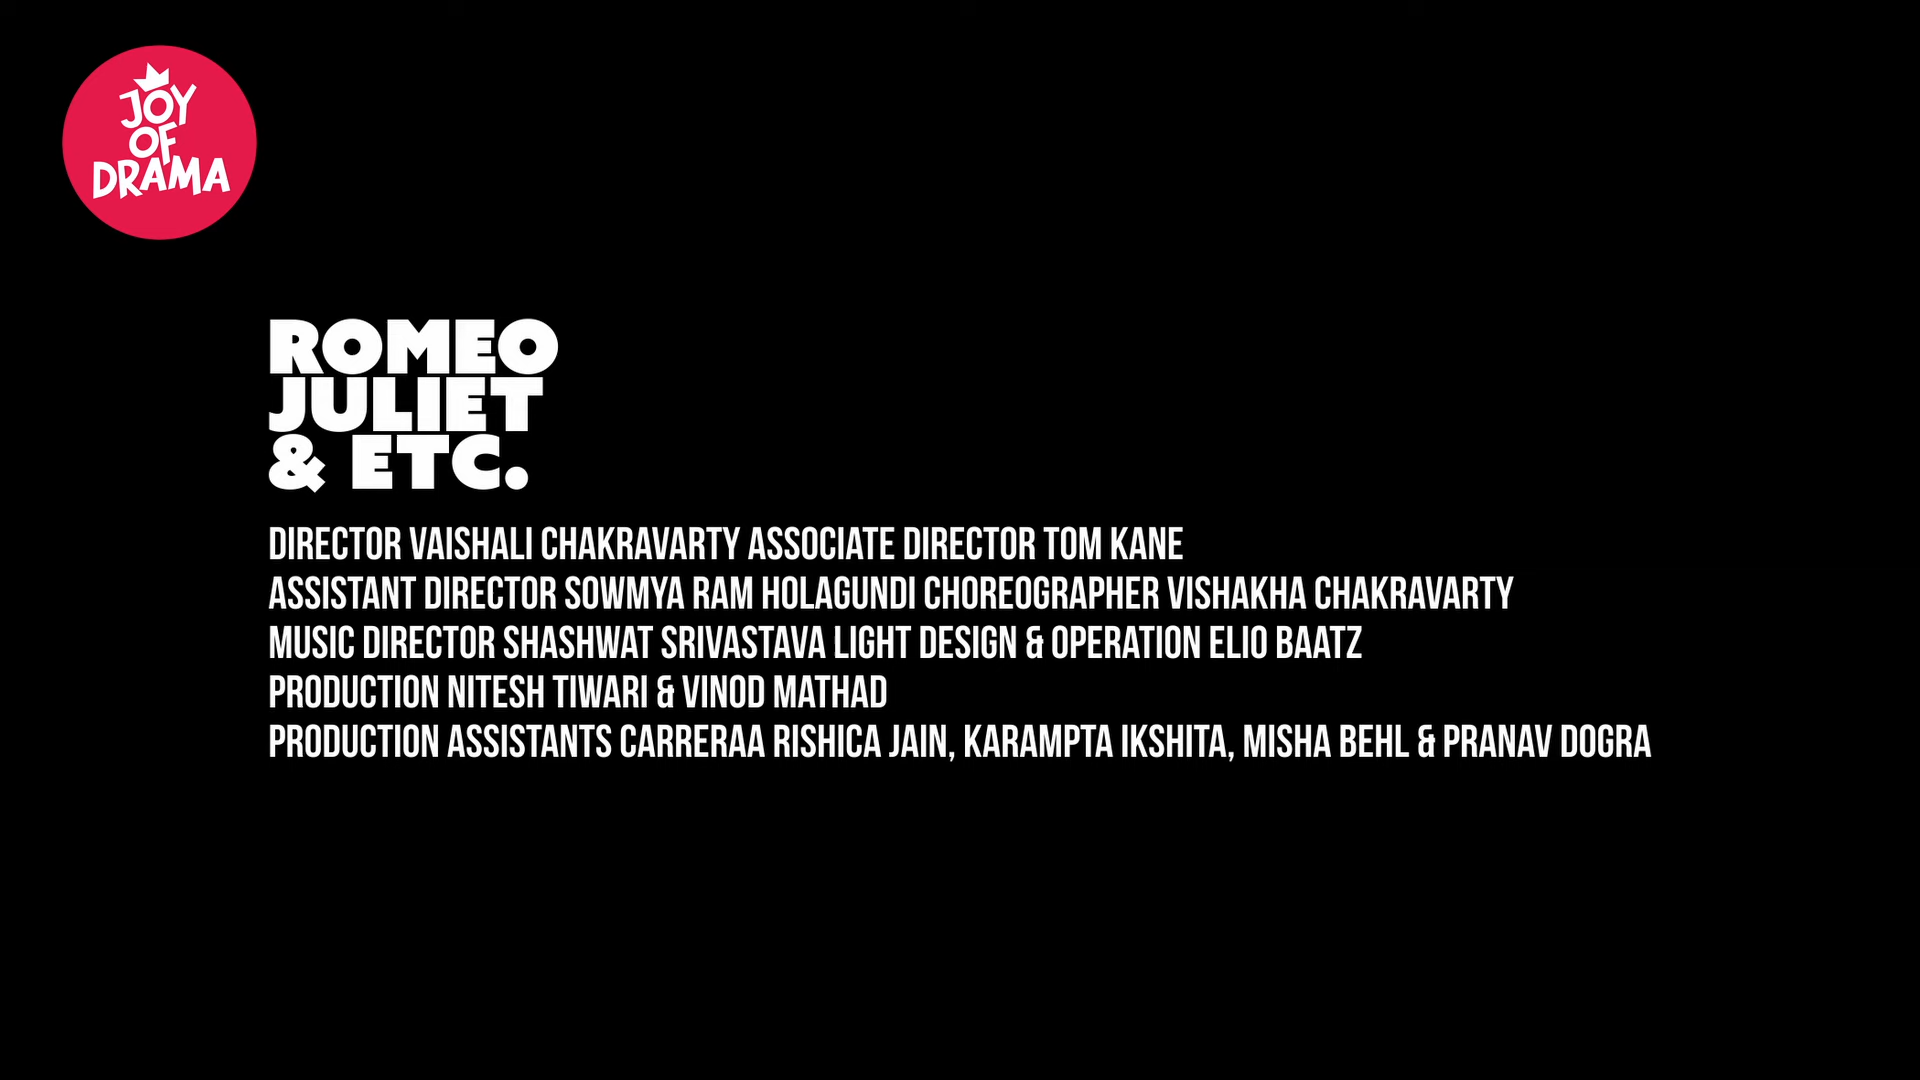 JOY
OF
DRAMA
ROMEO
JULIET
& ETC.
DIRECTOR VAISHALI CHAKRAVARTY ASSOCIATE DIRECTOR TOM KANE
ASSISTANT DIRECTOR SOWMYA RAM HOLAGUNDI CHOREOGRAPHER VISHAKHA CHAKRAVARTY
MUSIC DIRECTOR SHASHWAT SRIVASTAVA LIGHT DESIGN & OPERATION ELIO BAATZ
PRODUCTION NITESH TIWARI & VINOD MATHAD
PRODUCTION ASSISTANTS CARRERAA RISHICA JAIN, KARAMPTA IKSHITA, MISHA BEHL & PRANAV DOGRA